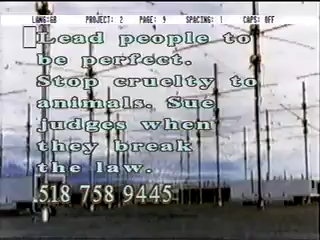 LANG:GB PROJECT: 2 PAGE: 9 SPACING: 1 CAPS: OFF
Lead people to
be perfect.
Stop cruelty to
animals. Sue
judges when
they break
the law.
518 758 9445